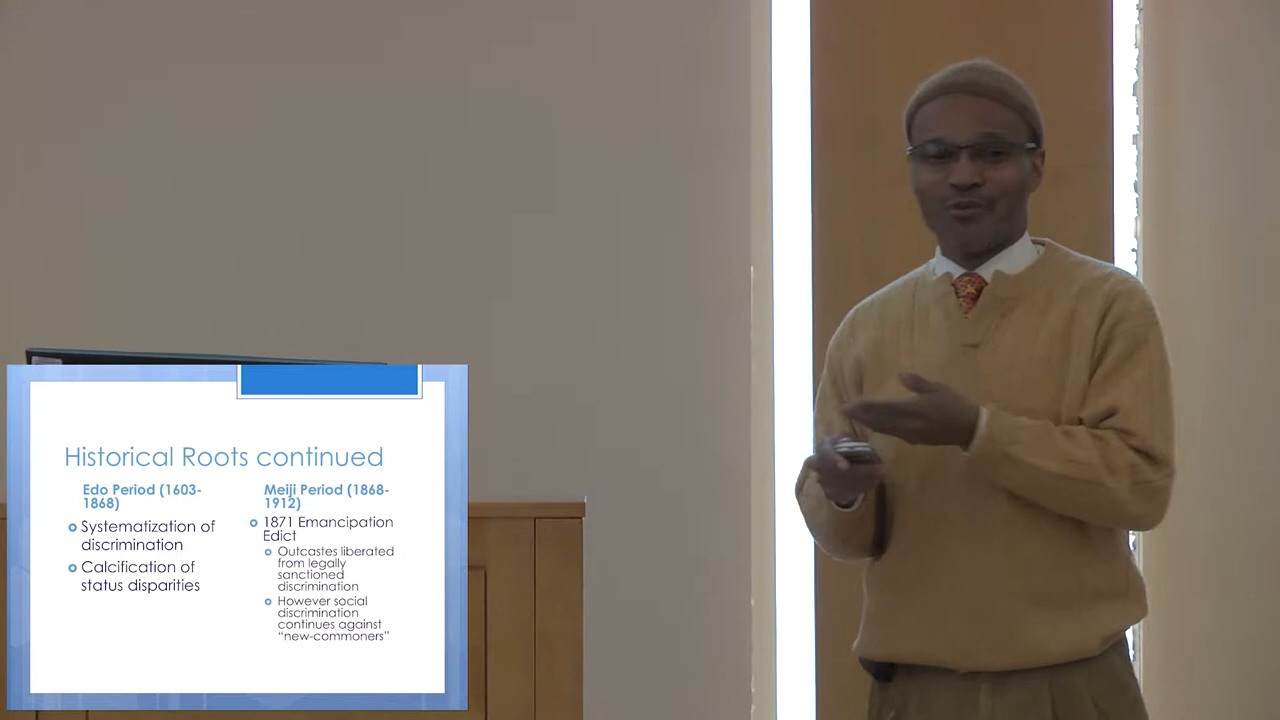 Historical Roots continued
Edo Period (1603-
1868)
Systematization of
discrimination
Calcification of
status disparities
Meiji Period (1868-
1912)
1871 Emancipation
Edict
Outcastes liberated
from legally
sanctioned
discrimination
However social
discrimination
continues against
“new-commoners”